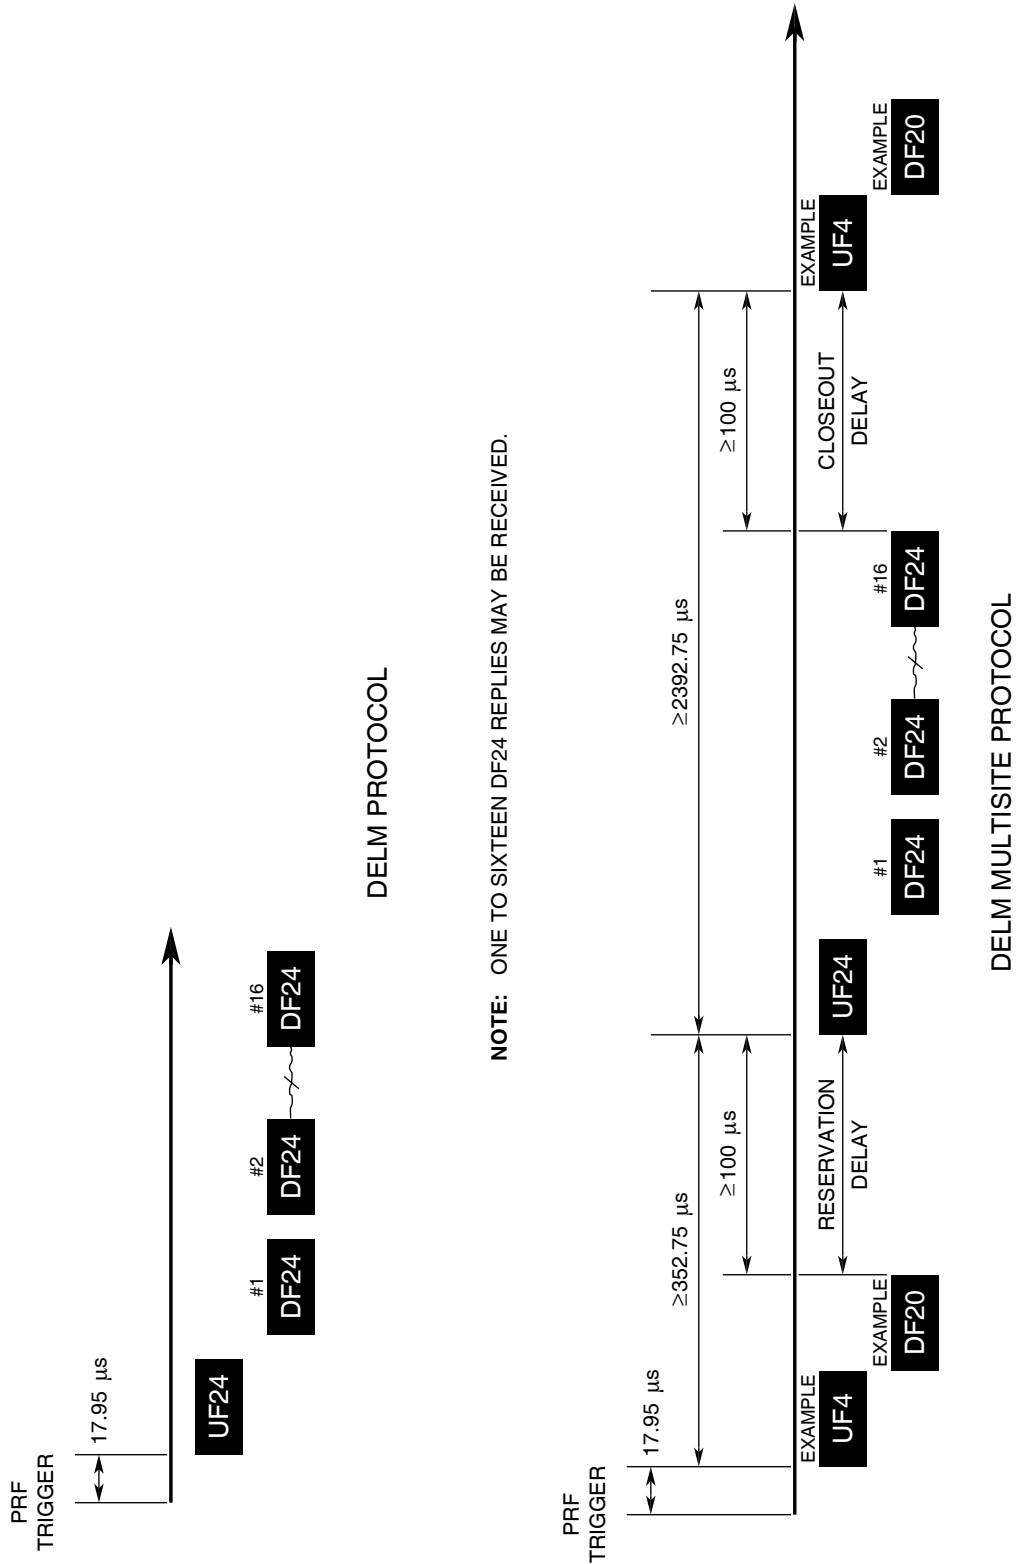 PRF
TRIGGER
17.95 µs
UF24
#1
DF24
#2
DF24
#16
DF24
DELM PROTOCOL
NOTE: ONE TO SIXTEEN DF24 REPLIES MAY BE RECEIVED.
PRF
TRIGGER
17.95 µs
≥352.75 µs
≥2392.75 µs
≥100 µs
≥100 µs
EXAMPLE
UF4
RESERVATION
DELAY
UF24
CLOSEOUT
DELAY
EXAMPLE
UF4
EXAMPLE
DF20
#1
DF24
#2
DF24
#16
DF24
EXAMPLE
DF20
DELM MULTISITE PROTOCOL